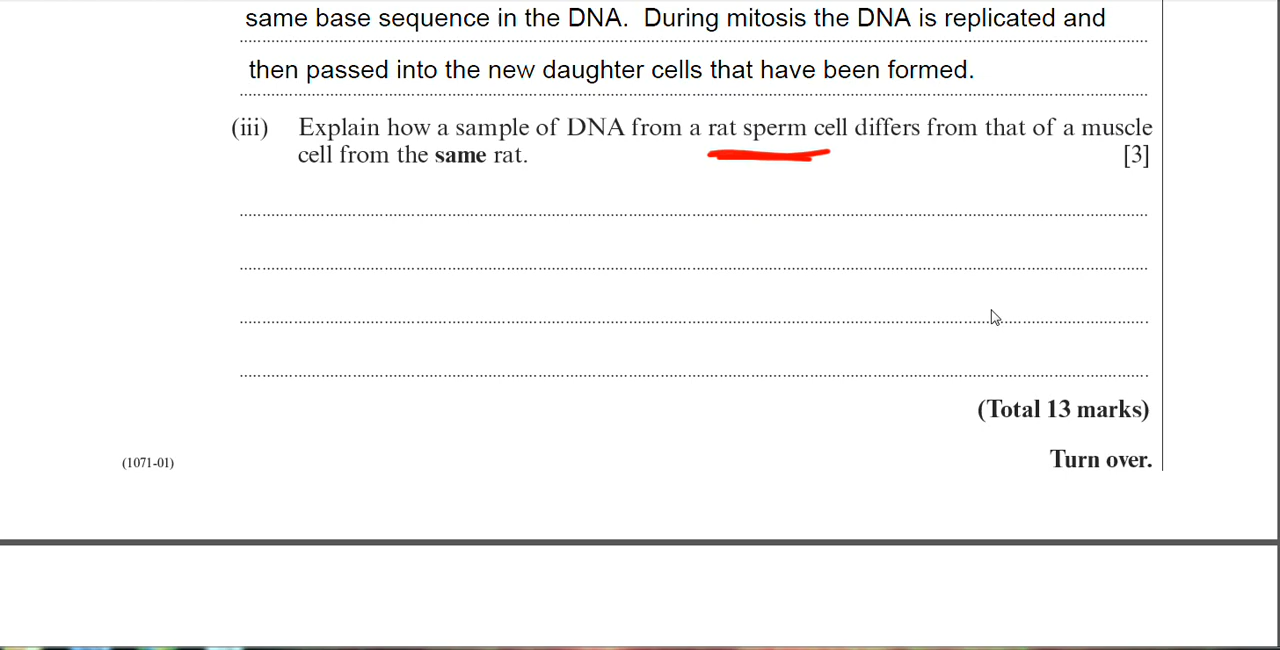 same base sequence in the DNA.  During mitosis the DNA is replicated and
then passed into the new daughter cells that have been formed.
(iii) Explain how a sample of DNA from a rat sperm cell differs from that of a muscle
cell from the same rat. [3]
(Total 13 marks)
(1071-01) Turn over.